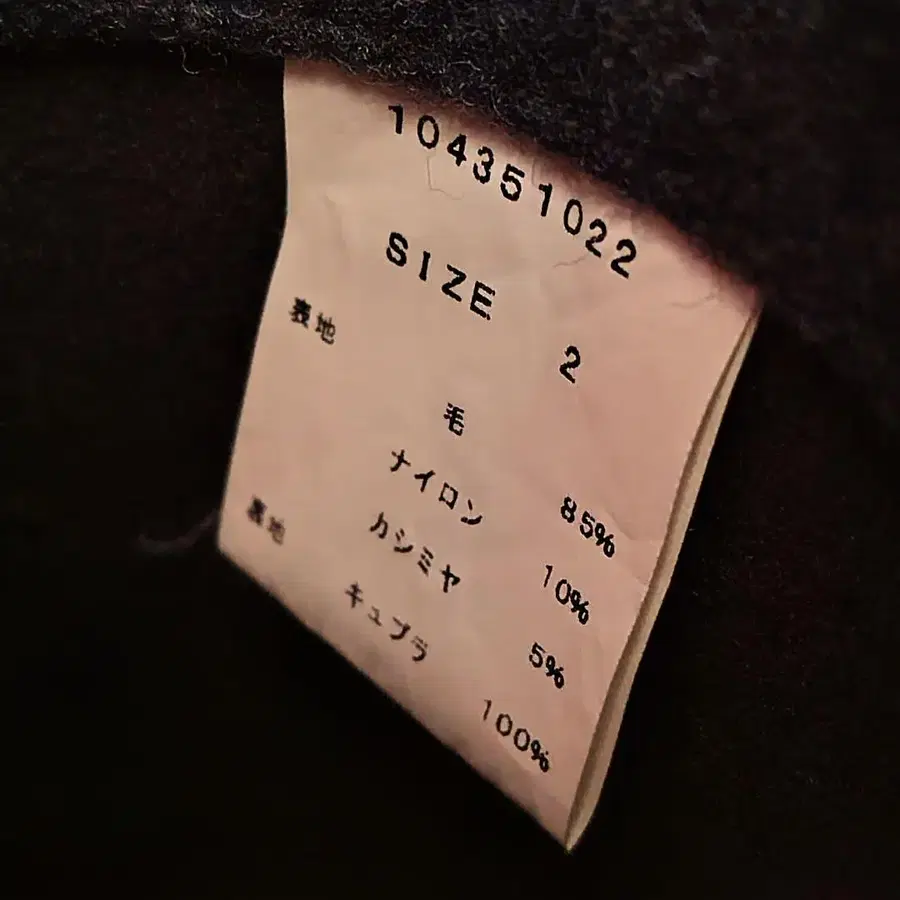 104351022
SIZE 2
表地
毛 85%
ナイロン 10%
カシミヤ 5%
裏地
キュプラ 100%